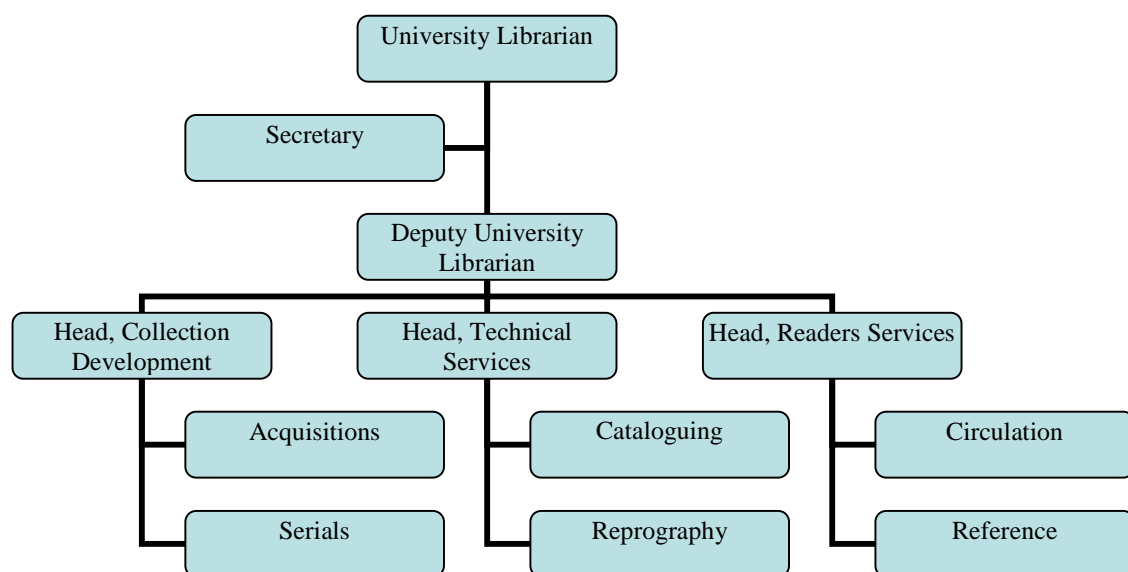 University Librarian
Secretary
Deputy University
Librarian
Head, Collection
Development
Head, Technical
Services
Head, Readers Services
Acquisitions
Cataloguing
Circulation
Serials
Reprography
Reference